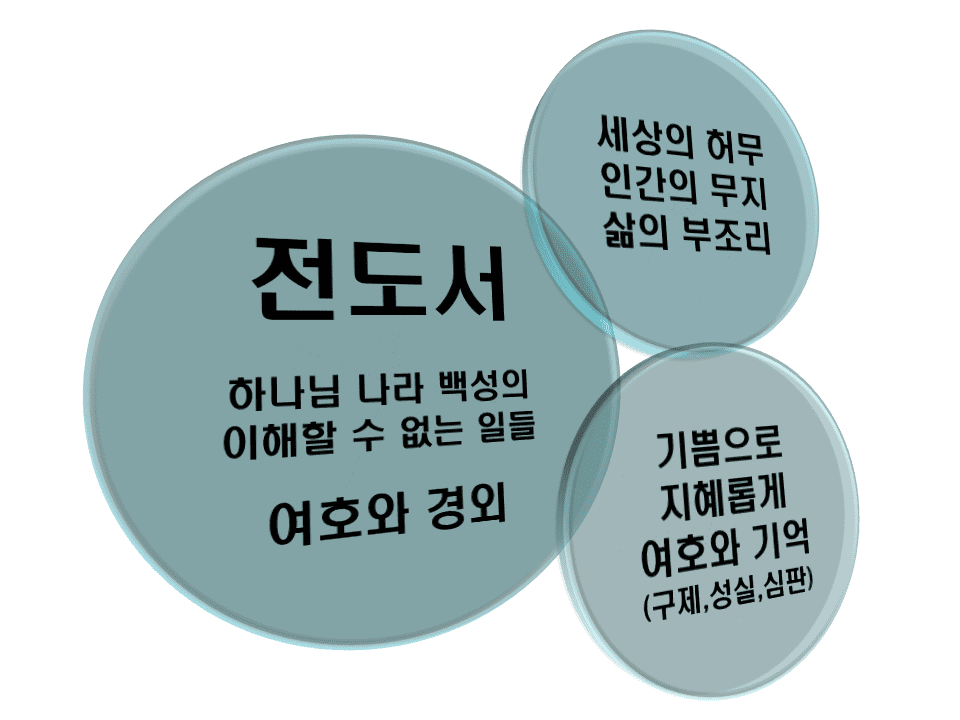 전도서
하나님 나라 백성의
이해할 수 없는 일들
여호와 경외
세상의 허무
인간의 무지
삶의 부조리
기쁨으로
지혜롭게
여호와 기억
(구제,성실,심판)